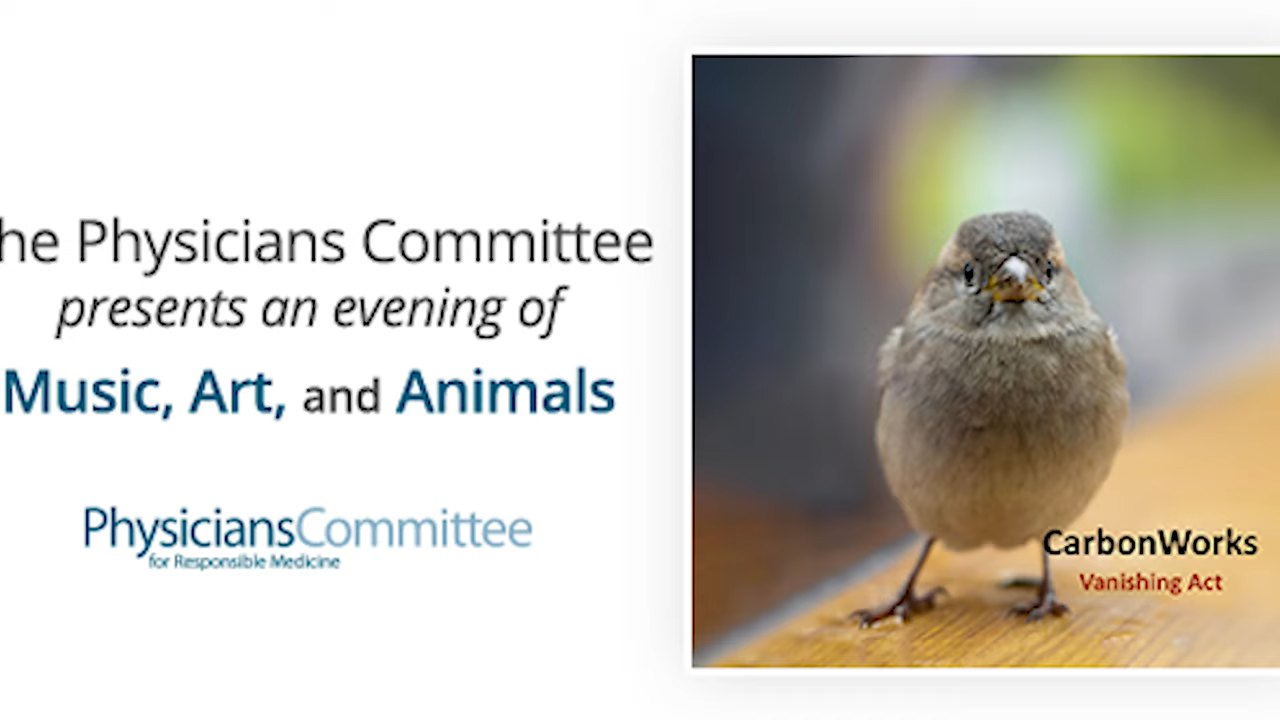 he Physicians Committee
presents an evening of
Music, Art, and Animals
PhysiciansCommittee
for Responsible Medicine
CarbonWorks
Vanishing Act